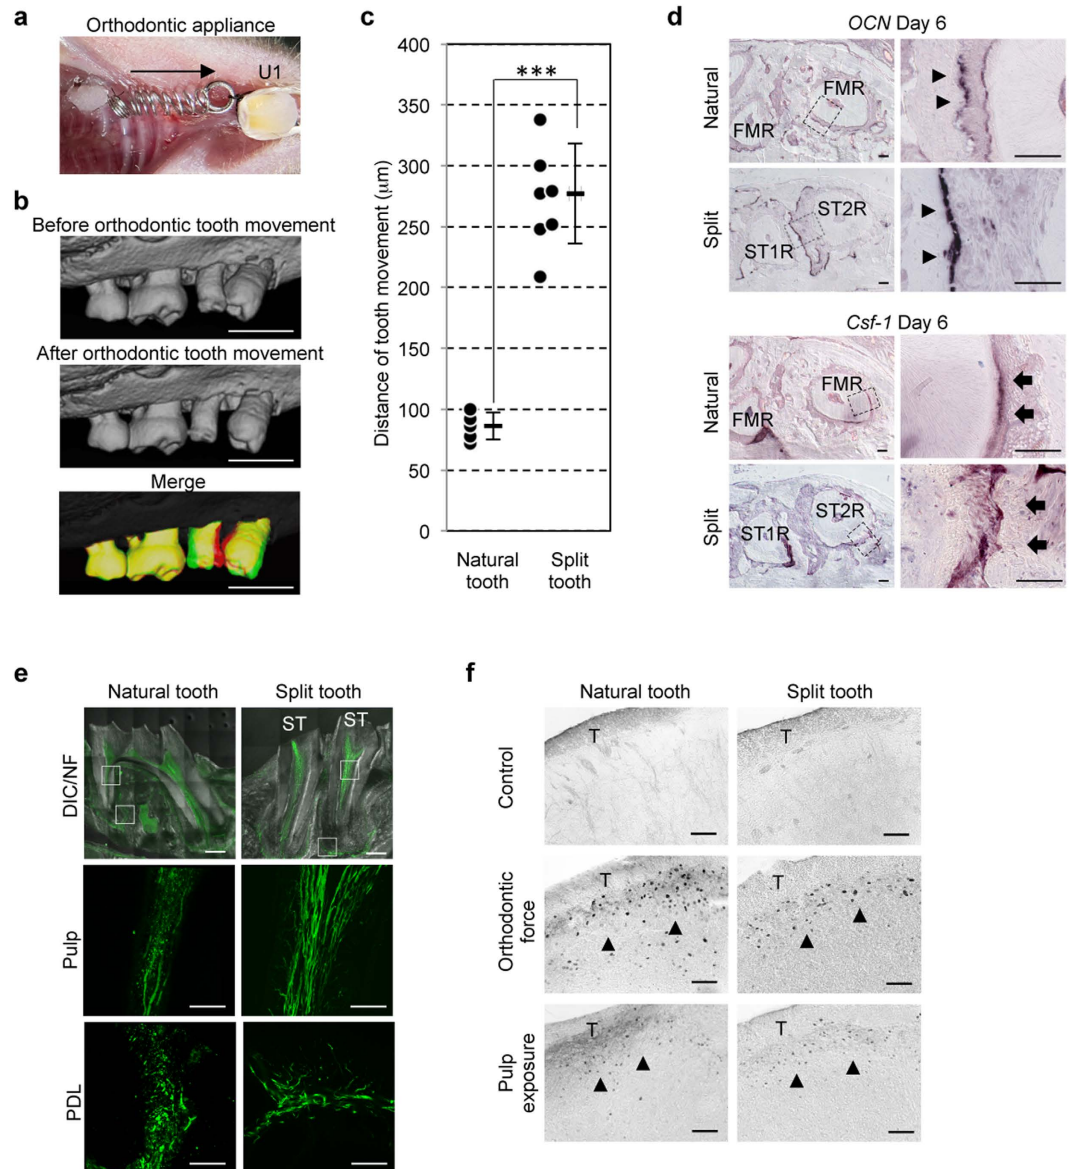 a
Orthodontic appliance
U1
b
Before orthodontic tooth movement
After orthodontic tooth movement
Merge
c
Distance of tooth movement (μm)
400
350
300
250
200
150
100
50
0
***
Natural
tooth
Split
tooth
d
OCN Day 6
Natural
FMR
FMR
Split
ST2R
ST1R
Csf-1 Day 6
Natural
FMR
FMR
Split
ST2R
ST1R
e
Natural tooth
Split tooth
DIC/NF
ST
ST
Pulp
PDL
f
Natural tooth
Split tooth
Control
T
T
Orthodontic
force
T
T
Pulp
exposure
T
T